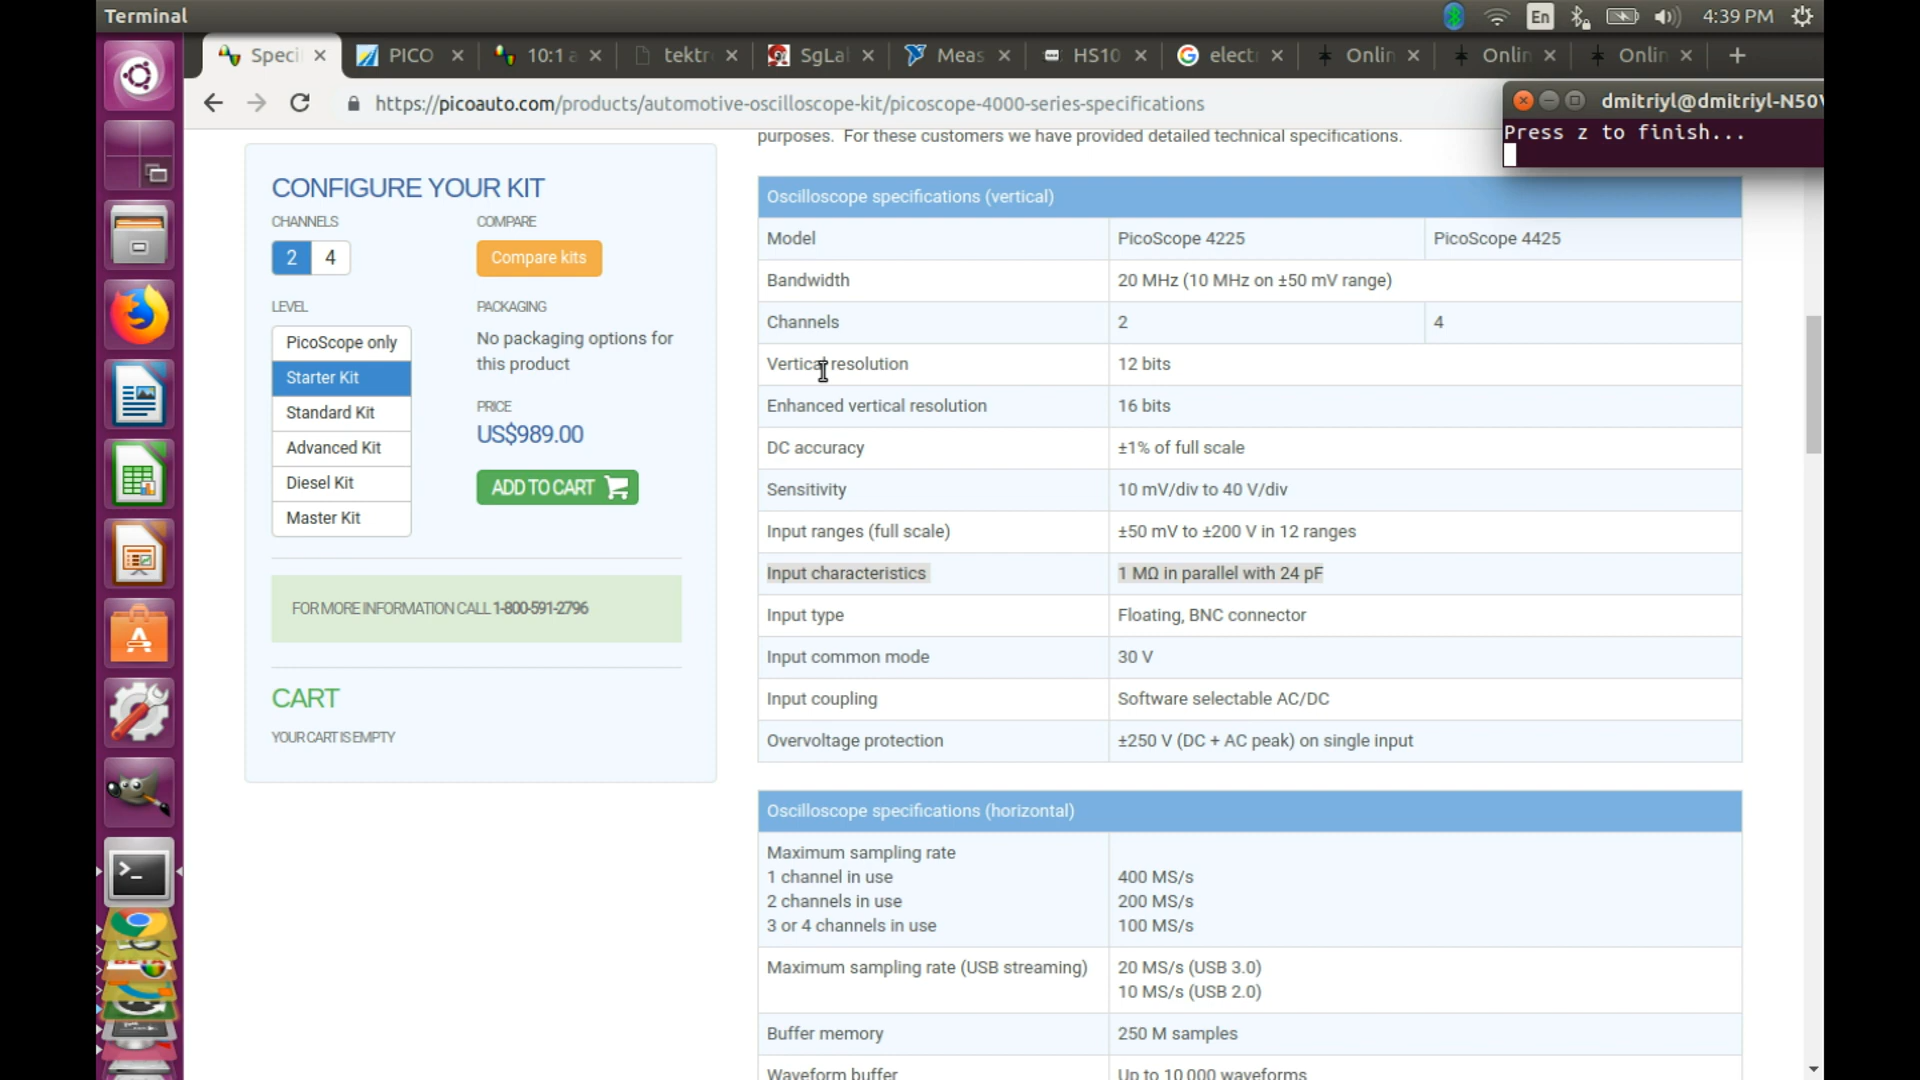 Terminal
En
4:39 PM
Speci
PICO
10:1 a
tektr
SgLal
Meas
HS10
electr
Onlin
Onlin
Onlin
https://picoauto.com/products/automotive-oscilloscope-kit/picoscope-4000-series-specifications
dmitriyl@dmitriyl-N50V
Press z to finish...
purposes. For these customers we have provided detailed technical specifications.
CONFIGURE YOUR KIT
CHANNELS
2 4
COMPARE
Compare kits
LEVEL
PicoScope only
Starter Kit
Standard Kit
Advanced Kit
Diesel Kit
Master Kit
PACKAGING
No packaging options for
this product
PRICE
US$989.00
ADD TO CART
FOR MORE INFORMATION CALL 1-800-591-2796
CART
YOUR CART IS EMPTY
Oscilloscope specifications (vertical)
Model PicoScope 4225 PicoScope 4425
Bandwidth 20 MHz (10 MHz on ±50 mV range)
Channels 2 4
Vertical resolution 12 bits
Enhanced vertical resolution 16 bits
DC accuracy ±1% of full scale
Sensitivity 10 mV/div to 40 V/div
Input ranges (full scale) ±50 mV to ±200 V in 12 ranges
Input characteristics 1 MΩ in parallel with 24 pF
Input type Floating, BNC connector
Input common mode 30 V
Input coupling Software selectable AC/DC
Overvoltage protection ±250 V (DC + AC peak) on single input
Oscilloscope specifications (horizontal)
Maximum sampling rate
1 channel in use 400 MS/s
2 channels in use 200 MS/s
3 or 4 channels in use 100 MS/s
Maximum sampling rate (USB streaming) 20 MS/s (USB 3.0)
10 MS/s (USB 2.0)
Buffer memory 250 M samples
Waveform buffer Up to 10,000 waveforms